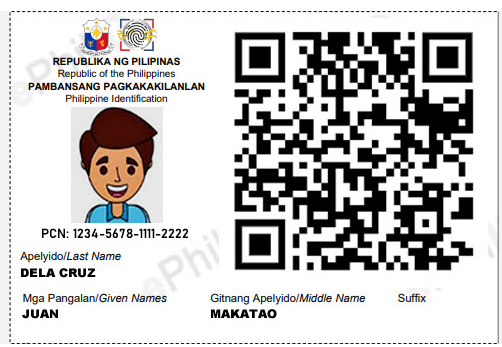 REPUBLIKA NG PILIPINAS
Republic of the Philippines
PAMBANSANG PAGKAKAKILANLAN
Philippine Identification
PCN: 1234-5678-1111-2222
Apelyido/Last Name
DELA CRUZ
Mga Pangalan/Given Names Gitnang Apelyido/Middle Name Suffix
JUAN MAKATAO